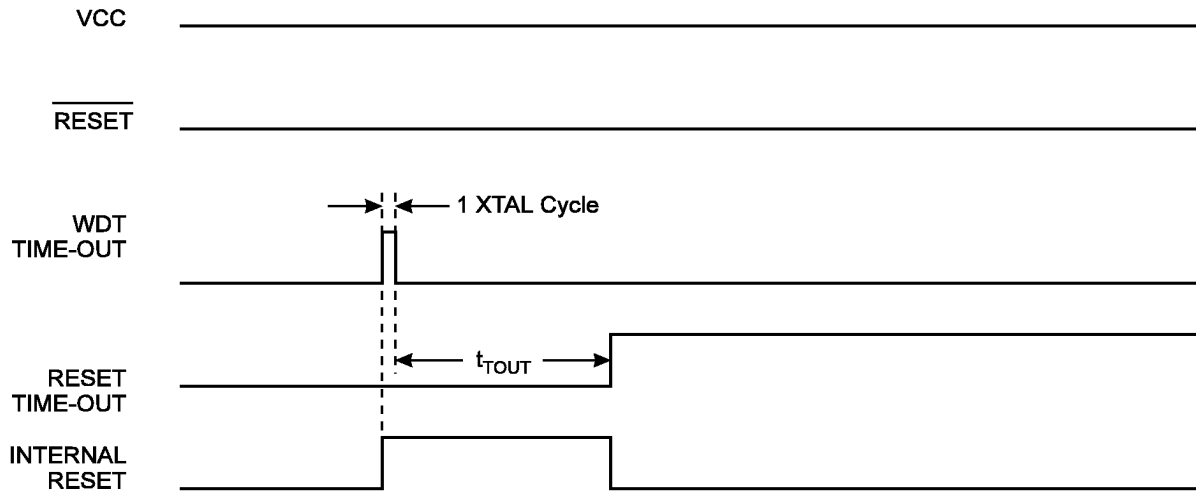 VCC
RESET
1 XTAL Cycle
WDT
TIME-OUT
tTOUT
RESET
TIME-OUT
INTERNAL
RESET